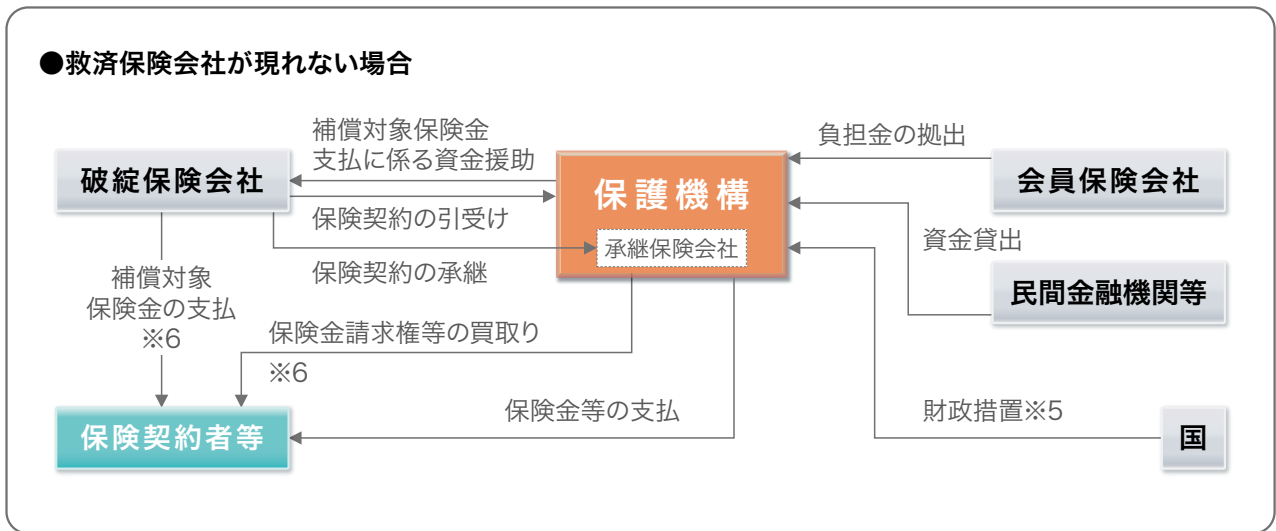 ●救済保険会社が現れない場合
補償対象保険金
支払に係る資金援助
負担金の拠出
破綻保険会社
保護機構
会員保険会社
保険契約の引受け
資金貸出
承継保険会社
保険契約の承継
補償対象
保険金の支払
※6
民間金融機関等
保険金請求権等の買取り
※6
保険金等の支払
財政措置※5
保険契約者等
国